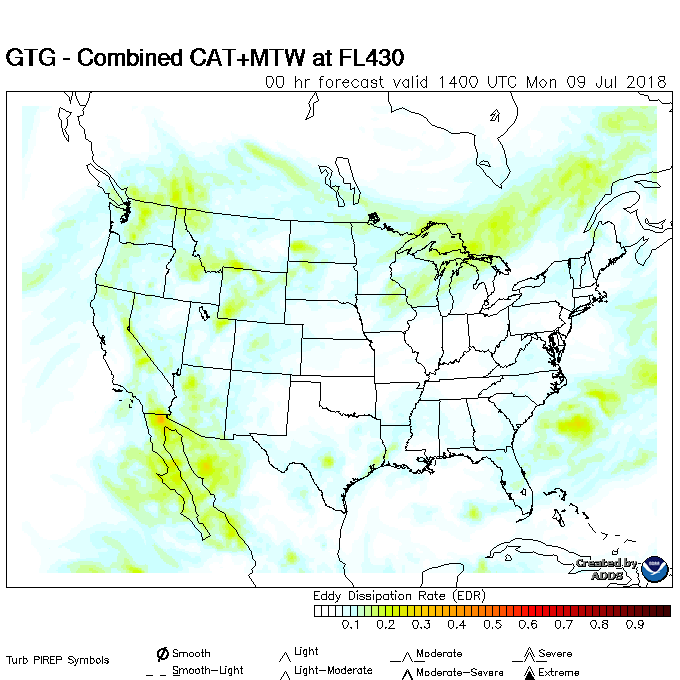 GTG - Combined CAT+MTW at FL430
00 hr forecast valid 1400 UTC Mon 09 Jul 2018
Created by
ADDS
Eddy Dissipation Rate (EDR)
0.1 0.2 0.3 0.4 0.5 0.6 0.7 0.8 0.9
Turb PIREP Symbols
Smooth
Light
Moderate
Severe
Smooth-Light
Light-Moderate
Moderate-Severe
Extreme